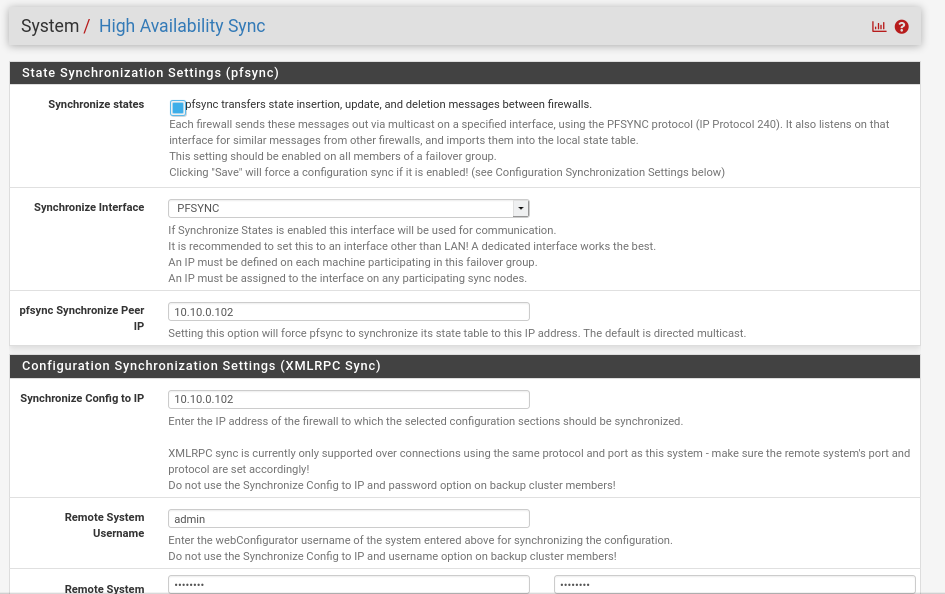 System / High Availability Sync
State Synchronization Settings (pfsync)
Synchronize states
pfsync transfers state insertion, update, and deletion messages between firewalls.
Each firewall sends these messages out via multicast on a specified interface, using the PFSYNC protocol (IP Protocol 240). It also listens on that
interface for similar messages from other firewalls, and imports them into the local state table.
This setting should be enabled on all members of a failover group.
Clicking "Save" will force a configuration sync if it is enabled! (see Configuration Synchronization Settings below)
Synchronize Interface
PFSYNC
If Synchronize States is enabled this interface will be used for communication.
It is recommended to set this to an interface other than LAN! A dedicated interface works the best.
An IP must be defined on each machine participating in this failover group.
An IP must be assigned to the interface on any participating sync nodes.
pfsync Synchronize Peer
IP
10.10.0.102
Setting this option will force pfsync to synchronize its state table to this IP address. The default is directed multicast.
Configuration Synchronization Settings (XMLRPC Sync)
Synchronize Config to IP
10.10.0.102
Enter the IP address of the firewall to which the selected configuration sections should be synchronized.
XMLRPC sync is currently only supported over connections using the same protocol and port as this system - make sure the remote system's port and
protocol are set accordingly!
Do not use the Synchronize Config to IP and password option on backup cluster members!
Remote System
Username
admin
Enter the webConfigurator username of the system entered above for synchronizing the configuration.
Do not use the Synchronize Config to IP and username option on backup cluster members!
Remote System
•••••••• ••••••••